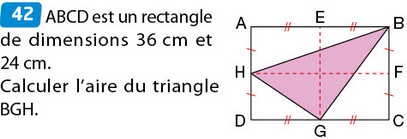 42 ABCD est un rectangle
de dimensions 36 cm et
24 cm.
Calculer l'aire du triangle
BGH.
A E B
H F
D G C